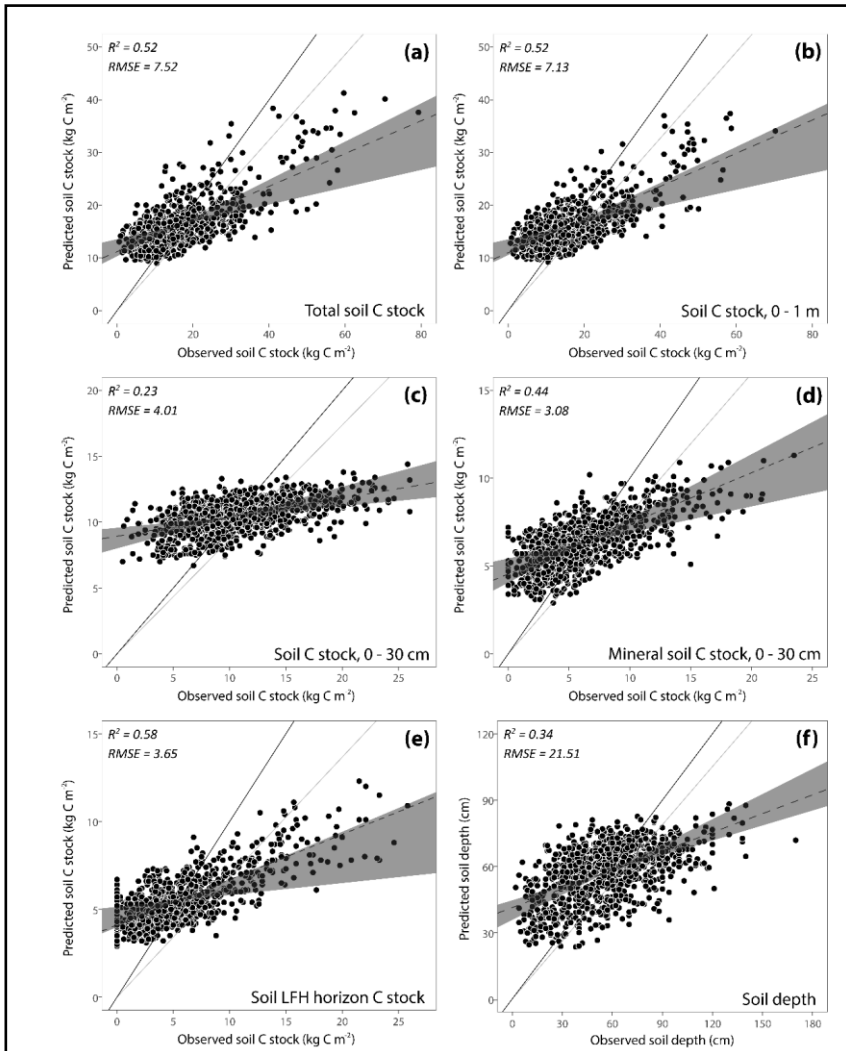 R² = 0.52
RMSE = 7.52
(a)
50
40
30
20
10
0
Predicted soil C stock (kg C m⁻²)
Total soil C stock
0 20 40 60 80
Observed soil C stock (kg C m⁻²)
R² = 0.52
RMSE = 7.13
(b)
50
40
30
20
10
0
Predicted soil C stock (kg C m⁻²)
Soil C stock, 0 - 1 m
0 20 40 60 80
Observed soil C stock (kg C m⁻²)
R² = 0.23
RMSE = 4.01
(c)
20
15
10
5
0
Predicted soil C stock (kg C m⁻²)
Soil C stock, 0 - 30 cm
0 5 10 15 20 25
Observed soil C stock (kg C m⁻²)
R² = 0.44
RMSE = 3.08
(d)
15
10
5
0
Predicted soil C stock (kg C m⁻²)
Mineral soil C stock, 0 - 30 cm
0 5 10 15 20 25
Observed soil C stock (kg C m⁻²)
R² = 0.58
RMSE = 3.65
(e)
15
10
5
0
Predicted soil C stock (kg C m⁻²)
Soil LFH horizon C stock
0 5 10 15 20 25
Observed soil C stock (kg C m⁻²)
R² = 0.34
RMSE = 21.51
(f)
120
90
60
30
0
Predicted soil depth (cm)
Soil depth
0 30 60 90 120 150 180
Observed soil depth (cm)